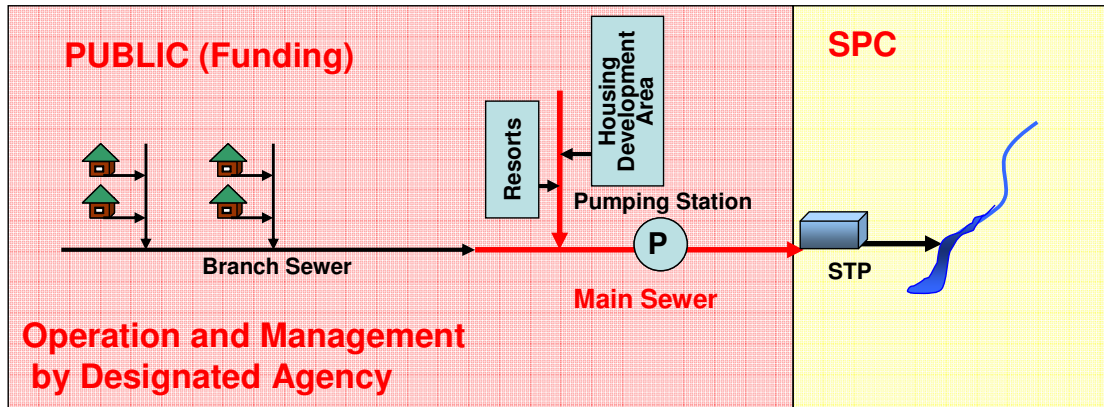 PUBLIC (Funding)
SPC
Resorts
Housing
Development
Area
Pumping Station
P
Branch Sewer
STP
Main Sewer
Operation and Management
by Designated Agency